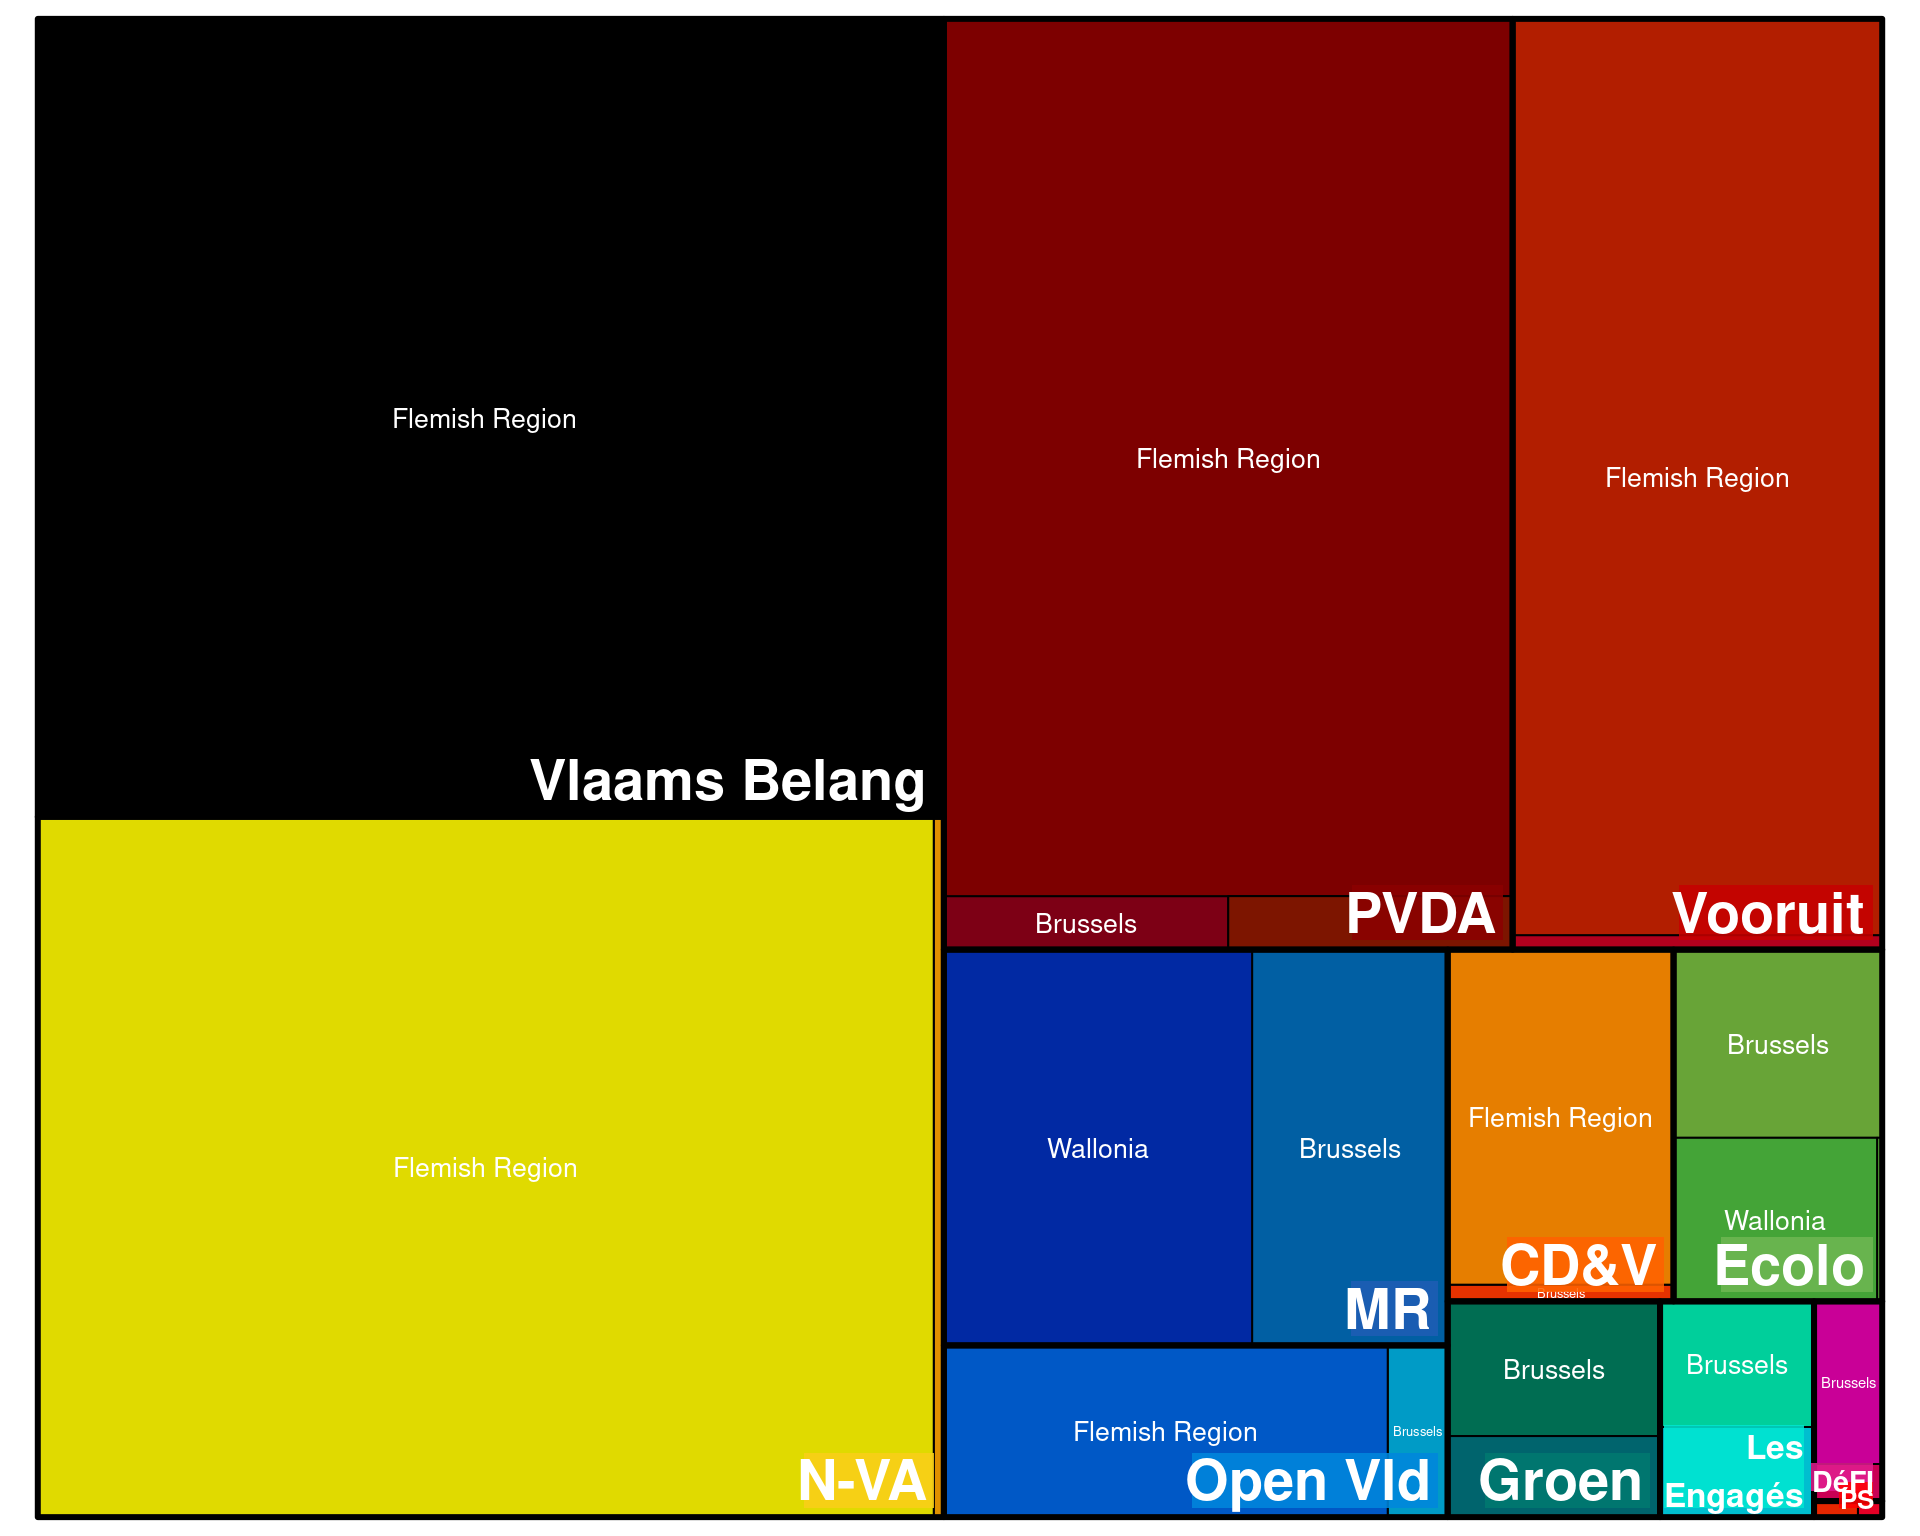 Flemish Region
Vlaams Belang
Flemish Region
N-VA
Flemish Region
Brussels
PVDA
Flemish Region
Vooruit
Wallonia
Brussels
MR
Flemish Region
Brussels
Open Vld
Flemish Region
Brussels
CD&V
Brussels
Wallonia
Ecolo
Brussels
Groen
Brussels
Les
Engagés
Brussels
DéFI
PS